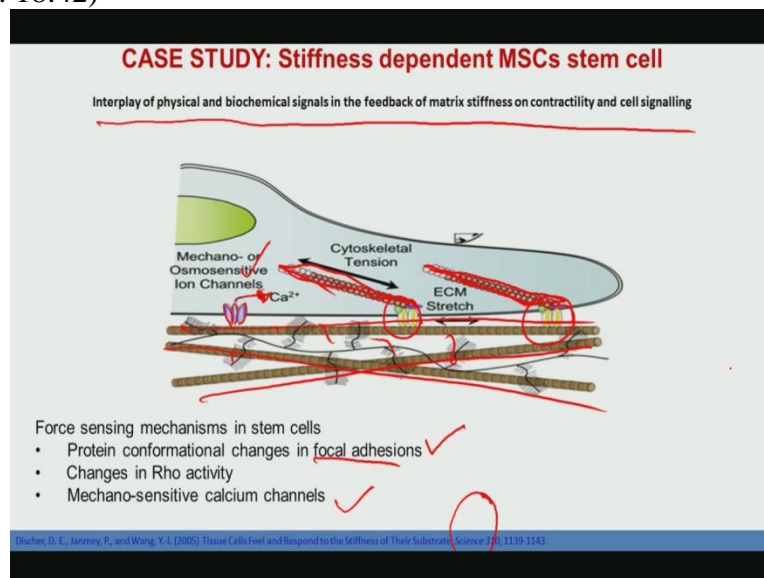 : 18:42)
CASE STUDY: Stiffness dependent MSCs stem cell
Interplay of physical and biochemical signals in the feedback of matrix stiffness on contractility and cell signalling
Mechano- or
Osmosensitive
Ion Channels
Ca2+
Cytoskeletal
Tension
ECM
Stretch
Force sensing mechanisms in stem cells
• Protein conformational changes in focal adhesions
• Changes in Rho activity
• Mechano-sensitive calcium channels
Discher, D. E., Janmey, P., and Wang, Y.-l. (2005) Tissue Cells Feel and Respond to the Stiffness of Their Substrate, Science 310, 1139-1143.